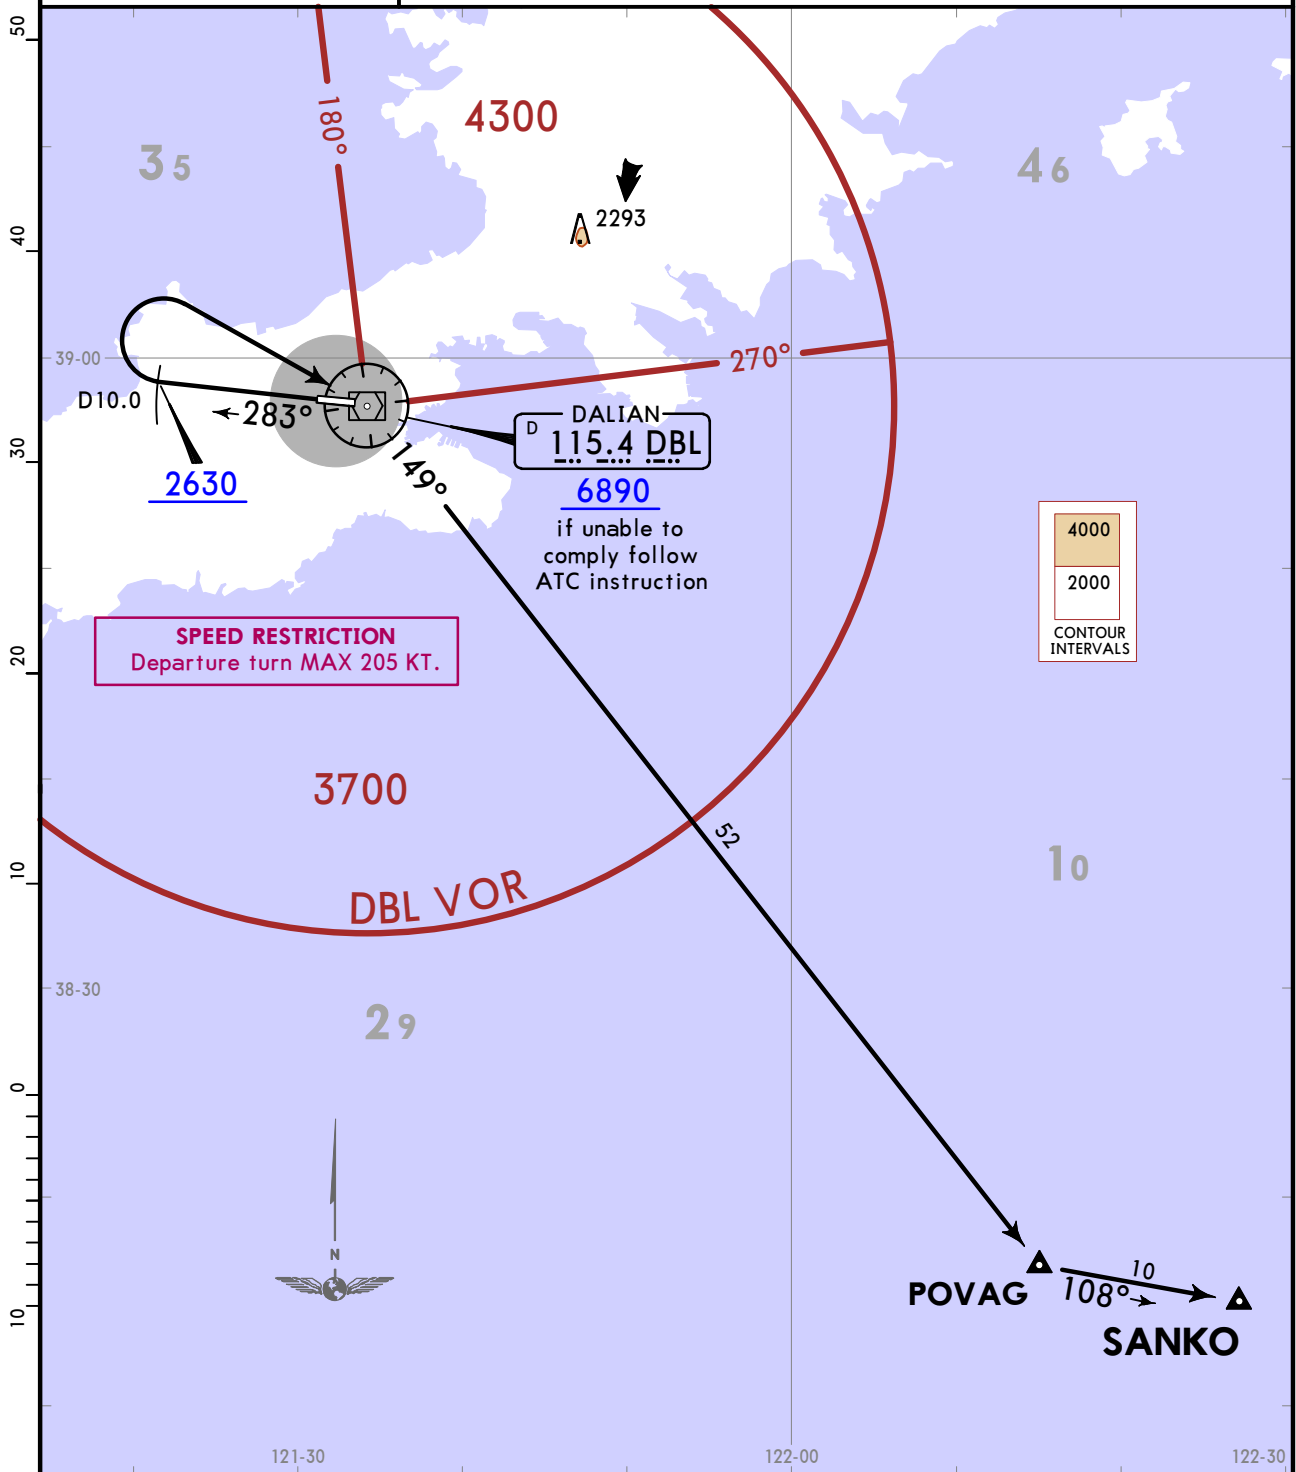 50
180°
4300
35
46
2293
40
39-00
270°
D10.0
283°
DALIAN
D 115.4 DBL
149°
30
2630
6890
if unable to
comply follow
ATC instruction
4000
2000
CONTOUR
INTERVALS
SPEED RESTRICTION
Departure turn MAX 205 KT.
20
3700
52
10
10
DBL VOR
38-30
29
0
N
POVAG
10
108°
SANKO
10
121-30
122-00
122-30